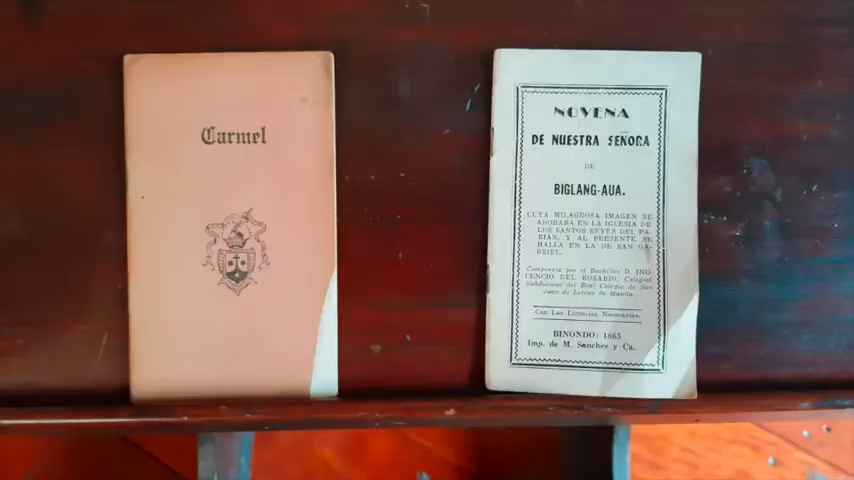 Carmel
NOVENA
DE NUESTRA SEÑORA
DE
BIGLANG-AUA.
CUYA MILAGROSA IMAGEN SE
ADORABA EN LA IGLESIA DE
LOS SANTOS REYES DEL PA-
RIAN, Y AL PRESENTE SE
HALLA EN LA DE SAN GA-
BRIEL.
Compuesta por el Bachiller D. INO
CENCIO DEL ROSARIO, Colegial
Subdiácono del Real Colegio de San
Juan de Letran de Manila.
Con Las Licencias Necesarias.
BINONDO: 1865
Imp. de M. Sanchez y Ca.